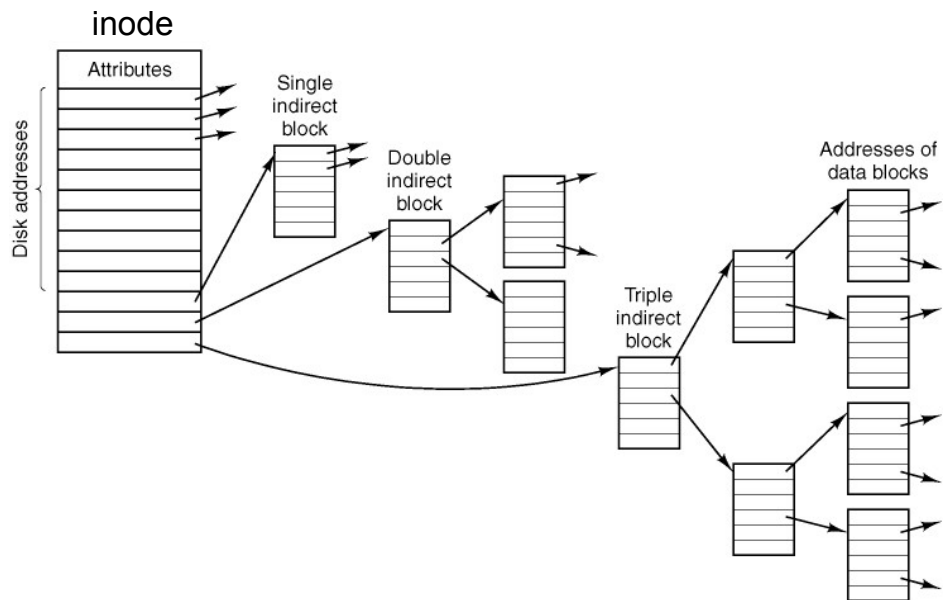 inode
Attributes
Disk addresses
Single
indirect
block
Double
indirect
block
Triple
indirect
block
Addresses of
data blocks